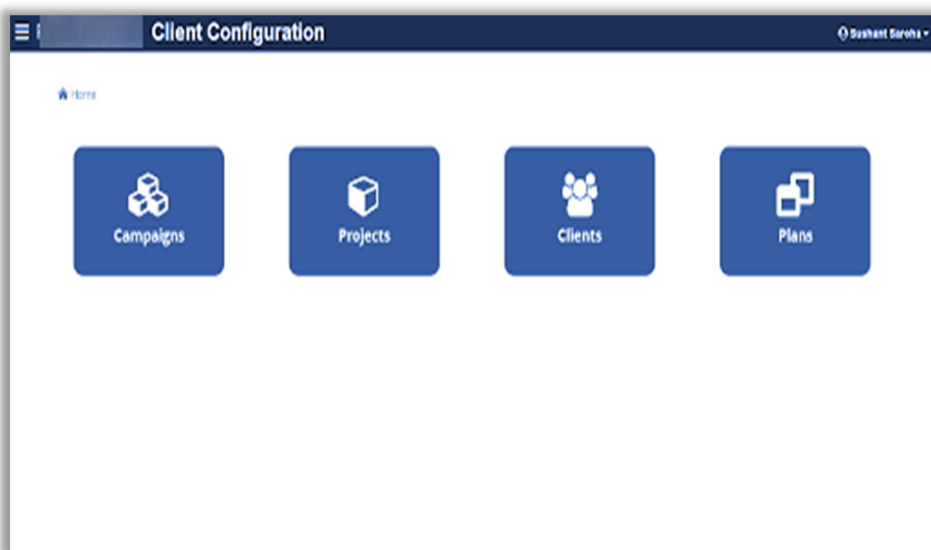 Client Configuration
Sushant Saroha
Home
Campaigns
Projects
Clients
Plans